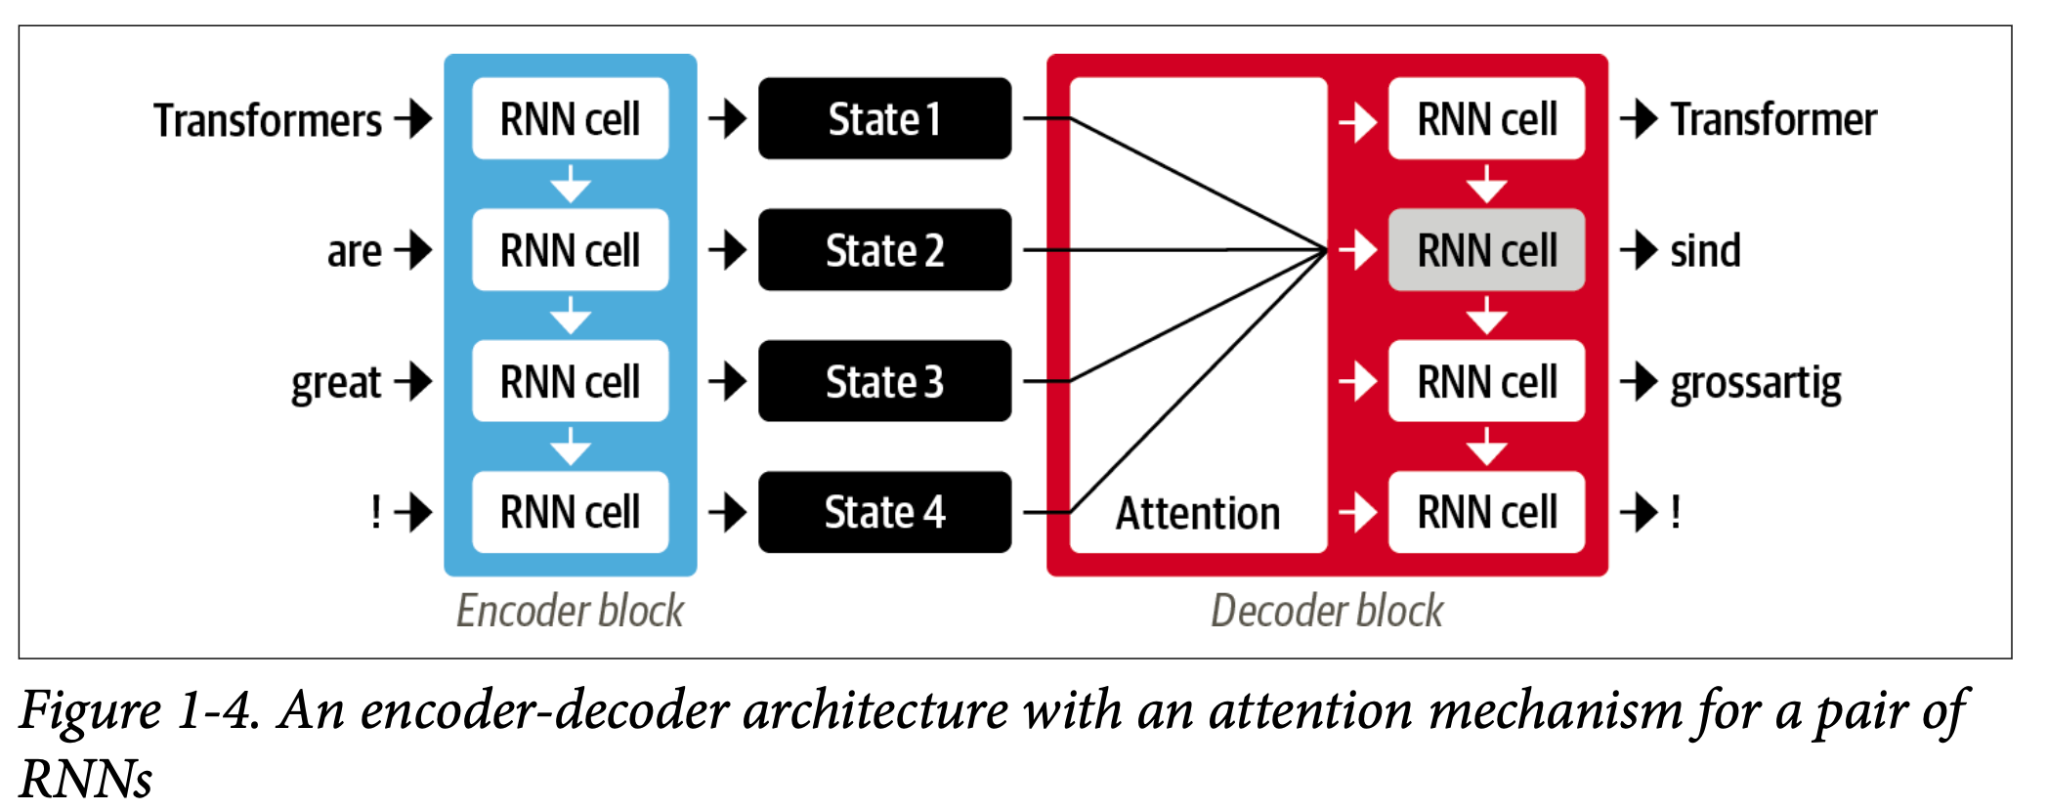 Transformers RNN cell State 1 RNN cell Transformer
are RNN cell State 2 RNN cell sind
great RNN cell State 3 RNN cell grossartig
! RNN cell State 4 Attention RNN cell !
Encoder block Decoder block
Figure 1-4. An encoder-decoder architecture with an attention mechanism for a pair of
RNNs